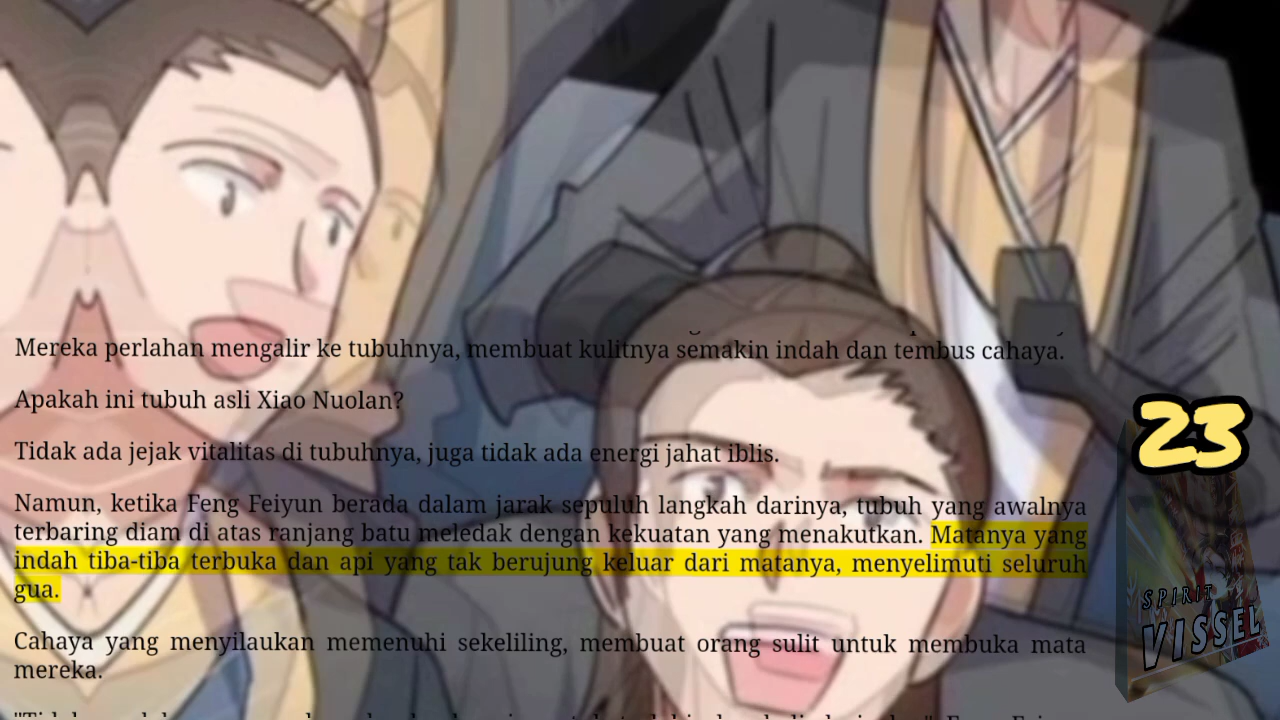 Mereka perlahan mengalir ke tubuhnya, membuat kulitnya semakin indah dan tembus cahaya.
Apakah ini tubuh asli Xiao Nuolan?
Tidak ada jejak vitalitas di tubuhnya, juga tidak ada energi jahat iblis.
Namun, ketika Feng Feiyun berada dalam jarak sepuluh langkah darinya, tubuh yang awalnya
terbaring diam di atas ranjang batu meledak dengan kekuatan yang menakutkan. Matanya yang
indah tiba-tiba terbuka dan api yang tak berujung keluar dari matanya, menyelimuti seluruh
gua.
Cahaya yang menyilaukan memenuhi sekeliling, membuat orang sulit untuk membuka mata
mereka.
23
SPIRIT
VISSEL